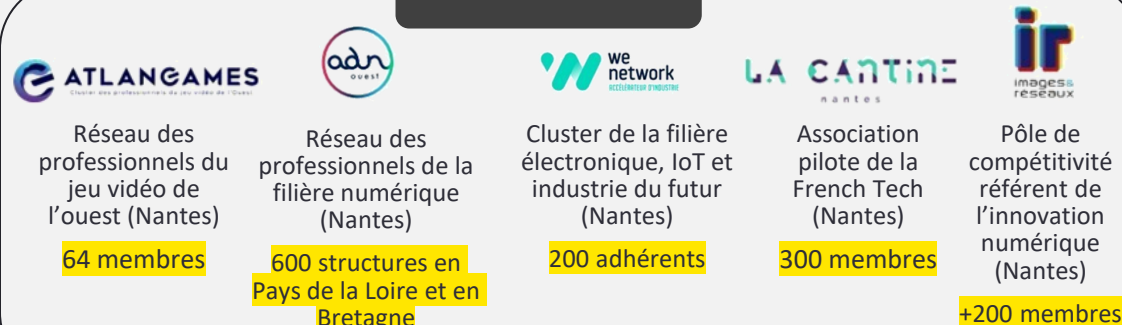 ATLANGAMES
Cluster des professionnels du jeu vidéo de l'Ouest
Réseau des
professionnels du
jeu vidéo de
l'ouest (Nantes)
64 membres
adn
ouest
Réseau des
professionnels de la
filière numérique
(Nantes)
600 structures en
Pays de la Loire et en
Bretagne
we
network
ACCÉLÉRATEUR D'INDUSTRIE
Cluster de la filière
électronique, IoT et
industrie du futur
(Nantes)
200 adhérents
LA CANTINE
nantes
Association
pilote de la
French Tech
(Nantes)
300 membres
ir
images&
réseaux
Pôle de
compétitivité
référent de
l'innovation
numérique
(Nantes)
+200 membres